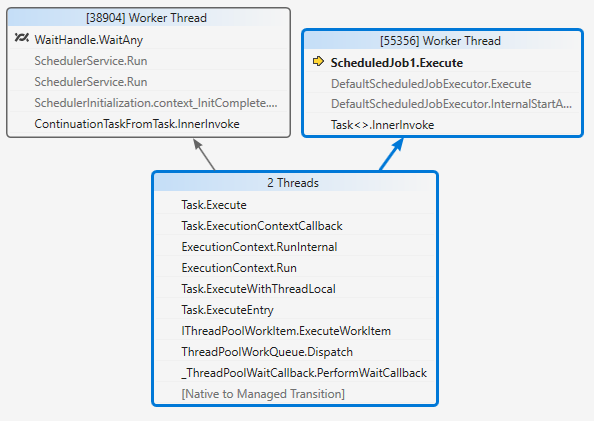 [38904] Worker Thread
WaitHandle.WaitAny
SchedulerService.Run
SchedulerService.Run
SchedulerInitialization.context_InitComplete....
ContinuationTaskFromTask.InnerInvoke
[55356] Worker Thread
ScheduledJob1.Execute
DefaultScheduledJobExecutor.Execute
DefaultScheduledJobExecutor.InternalStartA...
Task<>.InnerInvoke
2 Threads
Task.Execute
Task.ExecutionContextCallback
ExecutionContext.RunInternal
ExecutionContext.Run
Task.ExecuteWithThreadLocal
Task.ExecuteEntry
IThreadPoolWorkItem.ExecuteWorkItem
ThreadPoolWorkQueue.Dispatch
_ThreadPoolWaitCallback.PerformWaitCallback
[Native to Managed Transition]